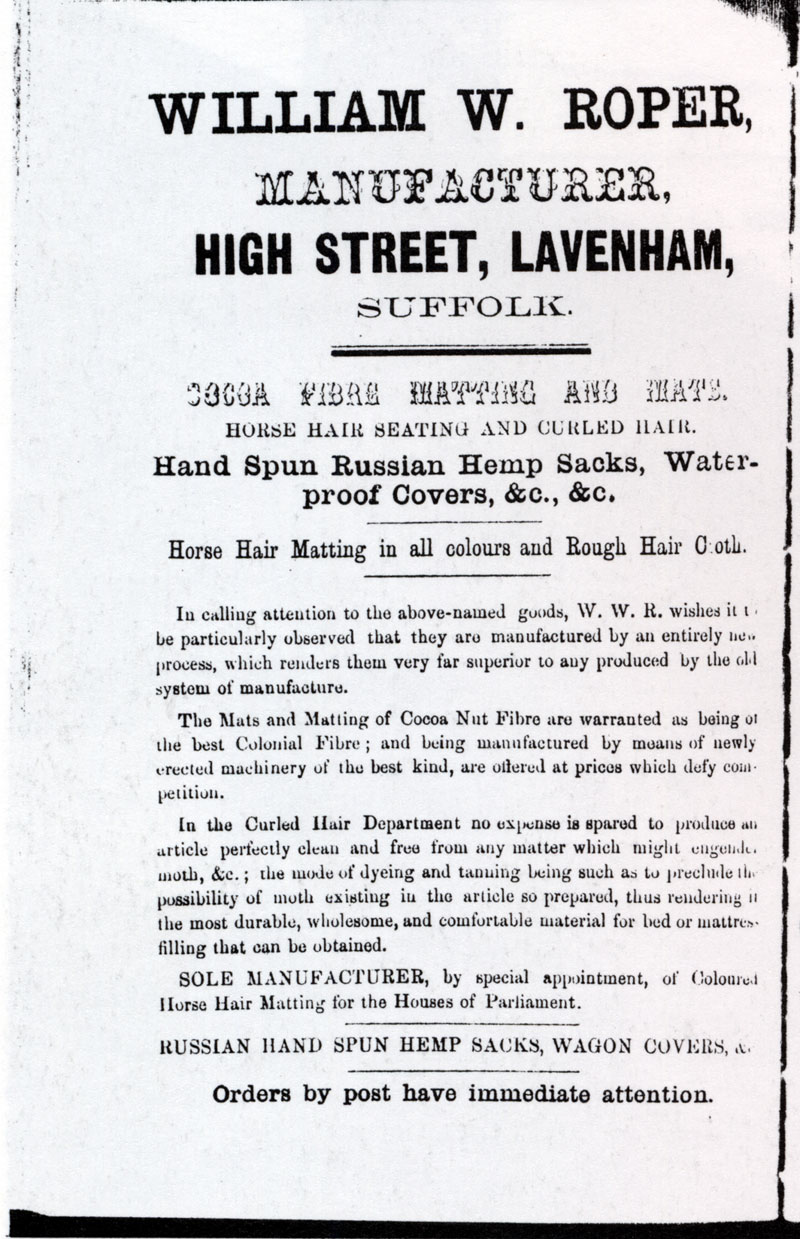 WILLIAM W. ROPER,
MANUFACTURER,
HIGH STREET, LAVENHAM,
SUFFOLK.
COCOA FIBRE MATTING AND MATS.
HORSE HAIR SEATING AND CURLED HAIR.
Hand Spun Russian Hemp Sacks, Water-
proof Covers, &c., &c.
Horse Hair Matting in all colours and Rough Hair Cloth.
In calling attention to the above-named goods, W. W. R. wishes it to
be particularly observed that they are manufactured by an entirely new
process, which renders them very far superior to any produced by the old
system of manufacture.
The Mats and Matting of Cocoa Nut Fibre are warranted as being of
the best Colonial Fibre; and being manufactured by means of newly
erected machinery of the best kind, are offered at prices which defy com-
petition.
In the Curled Hair Department no expense is spared to produce an
article perfectly clean and free from any matter which might engender
moth, &c.; the mode of dyeing and tanning being such as to preclude the
possibility of moth existing in the article so prepared, thus rendering it
the most durable, wholesome, and comfortable material for bed or mattress-
filling that can be obtained.
SOLE MANUFACTURER, by special appointment, of Coloured
Horse Hair Matting for the Houses of Parliament.
RUSSIAN HAND SPUN HEMP SACKS, WAGON COVERS, &c.
Orders by post have immediate attention.